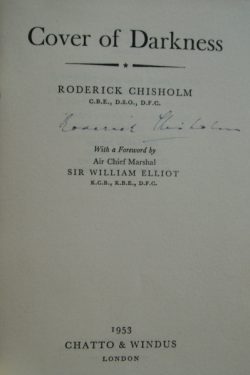 Cover of Darkness
RODERICK CHISHOLM
C.B.E., D.S.O., D.F.C.
Roderick Chisholm
With a Foreword by
Air Chief Marshal
SIR WILLIAM ELLIOT
K.C.B., K.B.E., D.F.C.
1953
CHATTO & WINDUS
LONDON